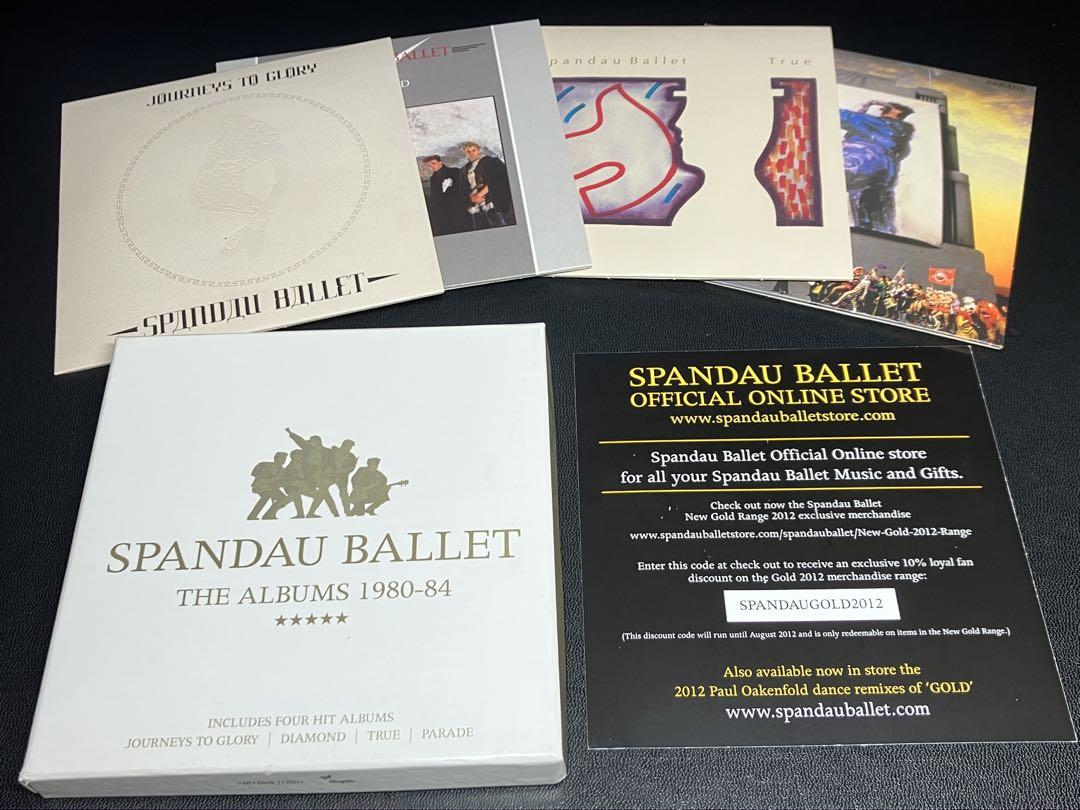 JOURNEYS TO GLORY
SPANDAU BALLET
BALLET
Spandau Ballet
True
PARADE
SPANDAU BALLET
THE ALBUMS 1980-84
★★★★★
INCLUDES FOUR HIT ALBUMS
JOURNEYS TO GLORY | DIAMOND | TRUE | PARADE
SPANDAU BALLET
OFFICIAL ONLINE STORE
www.spandauballetstore.com
Spandau Ballet Official Online store
for all your Spandau Ballet Music and Gifts.
Check out now the Spandau Ballet
New Gold Range 2012 exclusive merchandise
www.spandauballetstore.com/spandauballet/New-Gold-2012-Range
Enter this code at check out to receive an exclusive 10% loyal fan
discount on the Gold 2012 merchandise range:
SPANDAUGOLD2012
(This discount code will run until August 2012 and is only redeemable on items in the New Gold Range.)
Also available now in store the
2012 Paul Oakenfold dance remixes of 'GOLD'
www.spandauballet.com